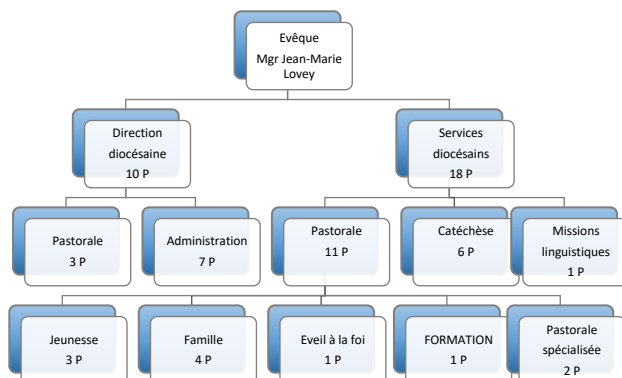 Evêque
Mgr Jean-Marie
Lovey
Direction
diocésaine
10 P
Services
diocésains
18 P
Pastorale
3 P
Administration
7 P
Pastorale
11 P
Catéchèse
6 P
Missions
linguistiques
1 P
Jeunesse
3 P
Famille
4 P
Eveil à la foi
1 P
FORMATION
1 P
Pastorale
spécialisée
2 P